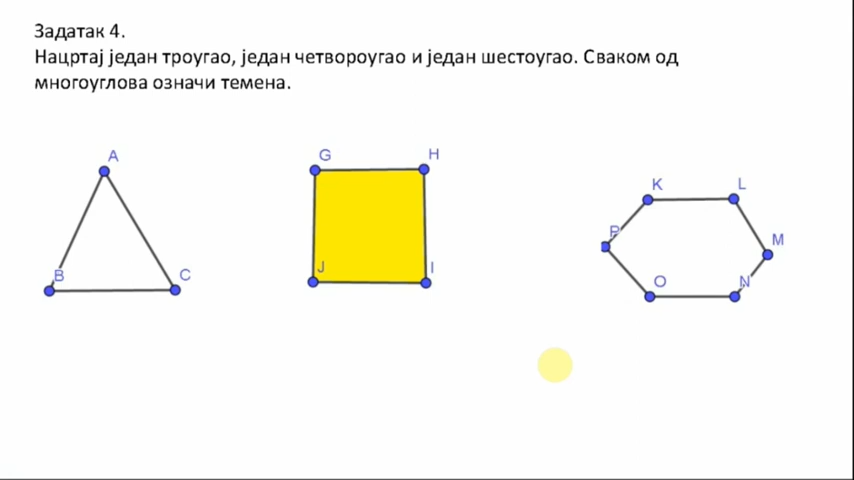 Задатак 4.
Нацртај један троугао, један четвороугао и један шестоугао. Сваком од
многоуглова означи темена.
A
G
H
K
L
P
M
B
C
J
I
O
N